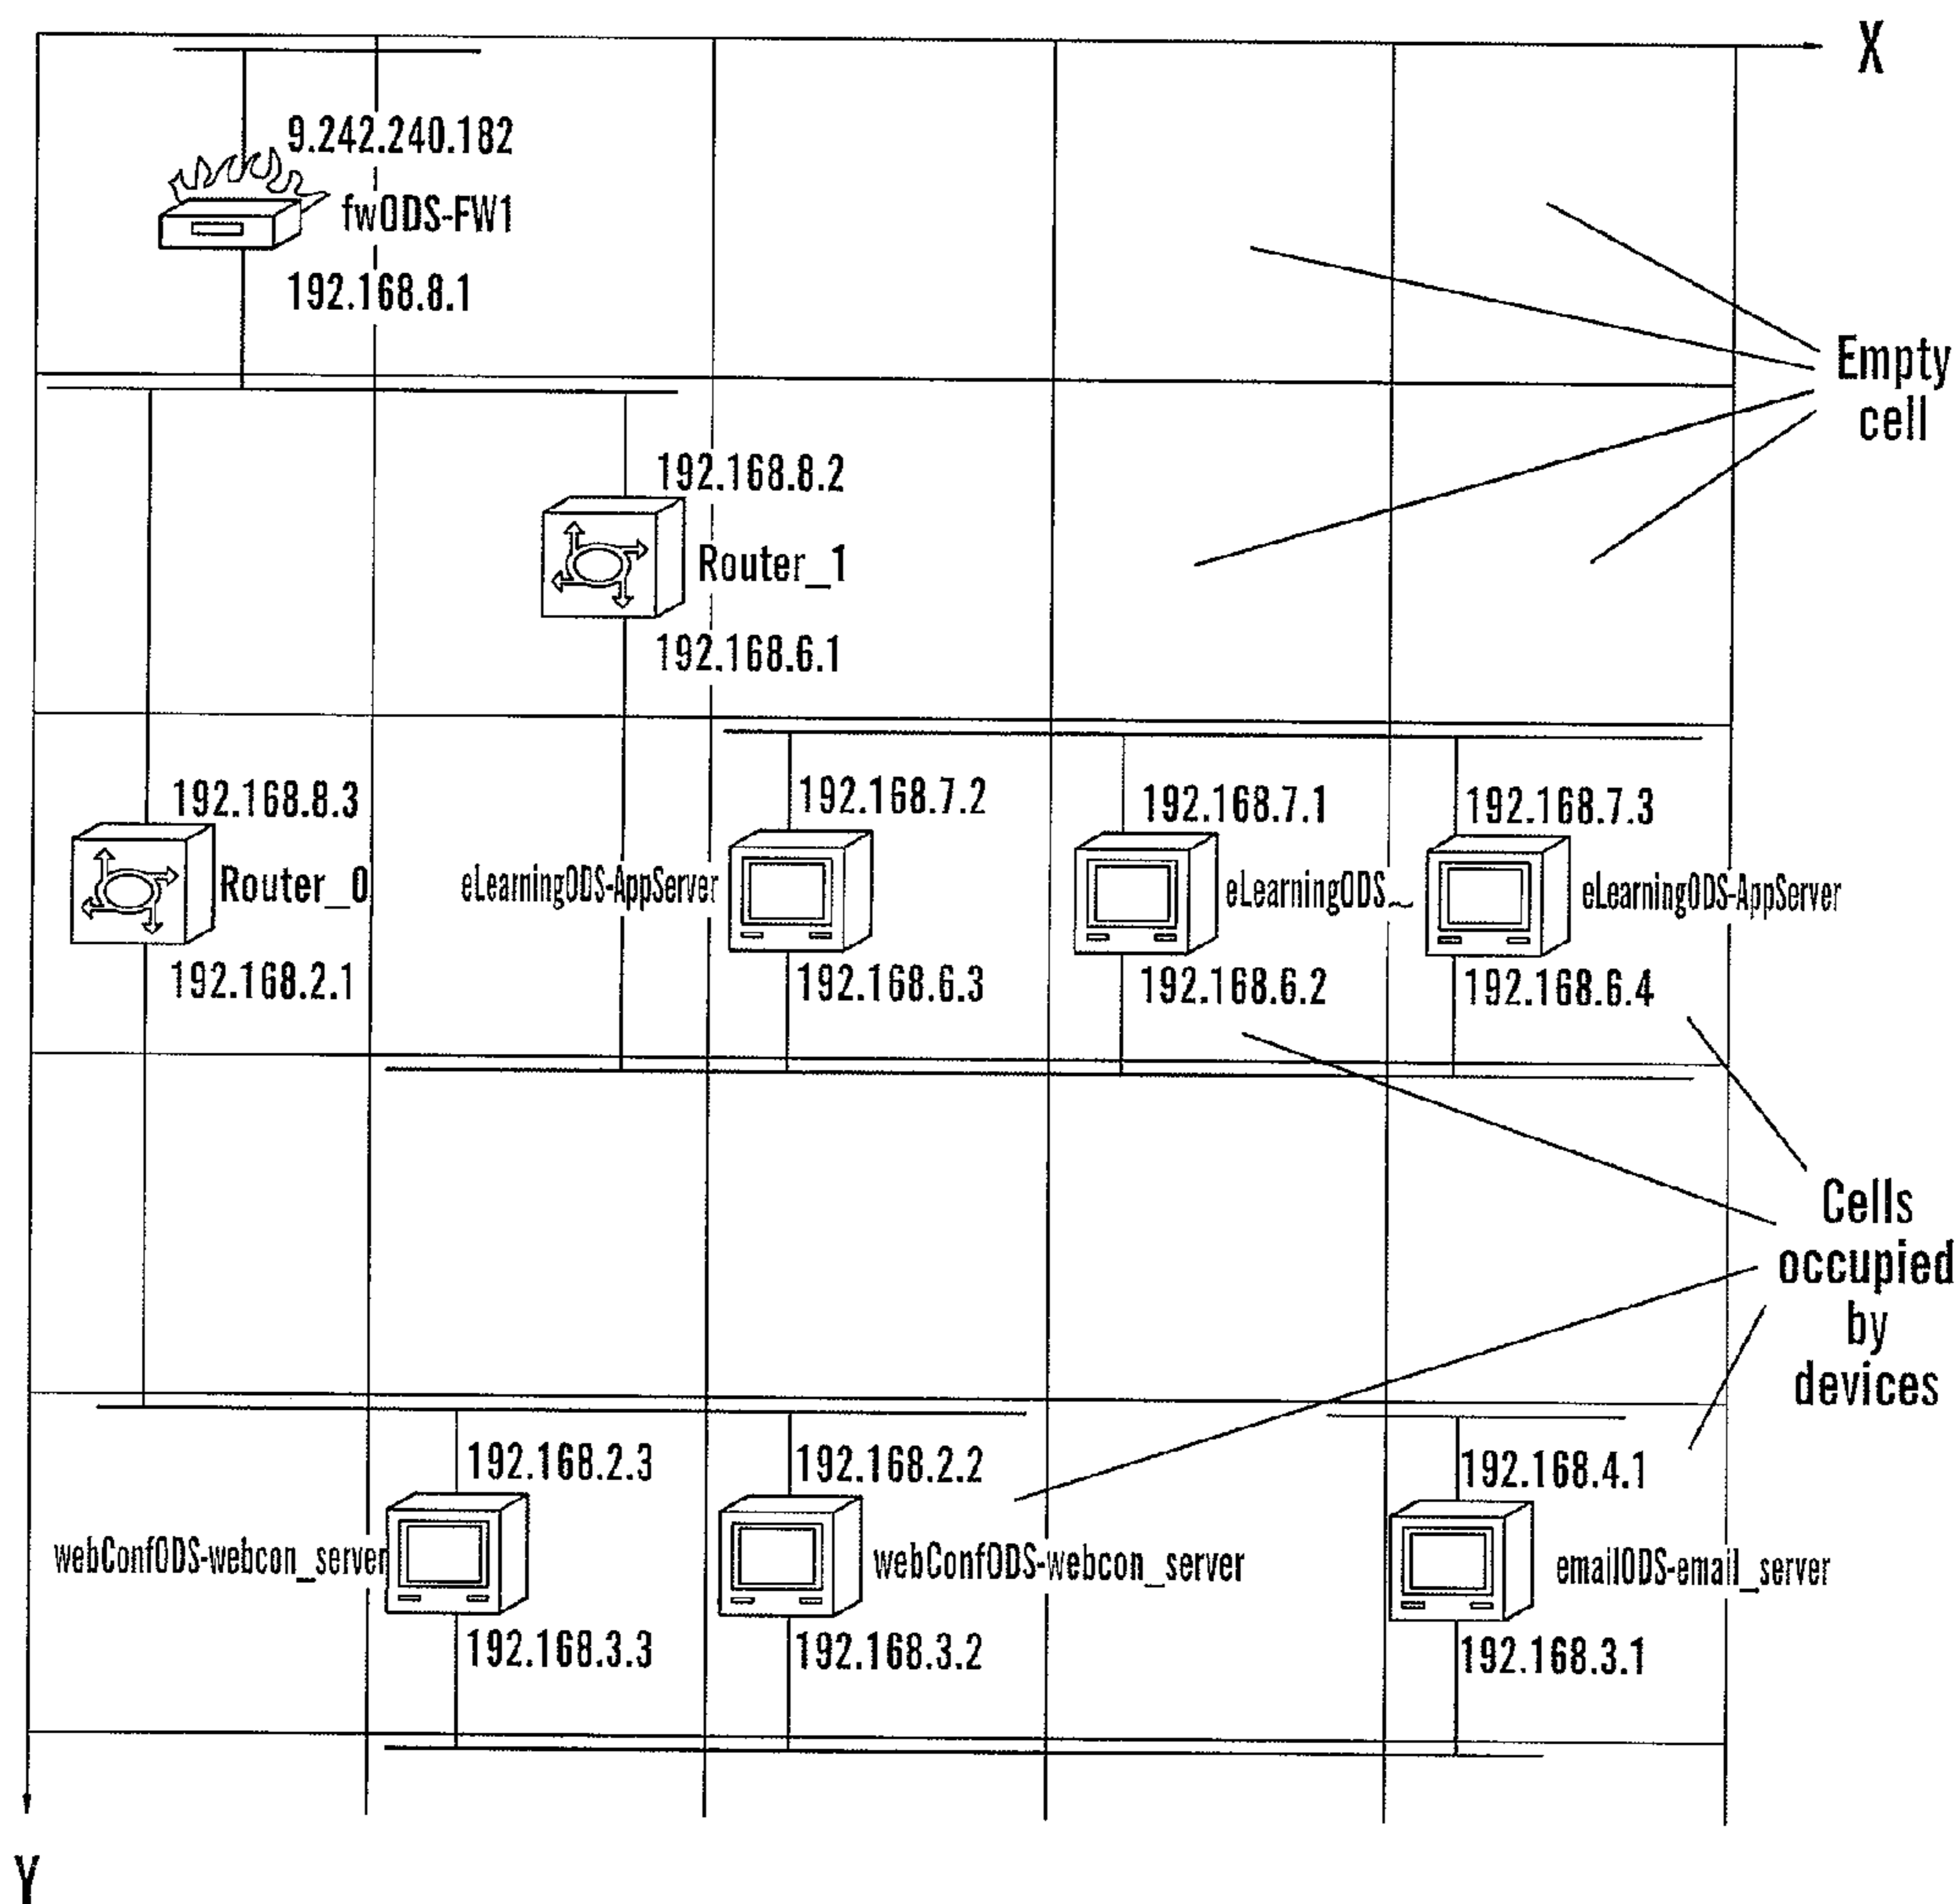 X
9.242.240.182
fwODS-FW1
192.168.8.1
Empty
cell
192.168.8.2
Router_1
192.168.6.1
192.168.8.3
Router_0
192.168.2.1
192.168.7.2
eLearningODS-AppServer
192.168.6.3
192.168.7.1
eLearningODS~
192.168.6.2
192.168.7.3
eLearningODS-AppServer
192.168.6.4
Cells
occupied
by
devices
192.168.2.3
webConfODS-webcon_server
192.168.3.3
192.168.2.2
webConfODS-webcon_server
192.168.3.2
192.168.4.1
emailODS-email_server
192.168.3.1
Y